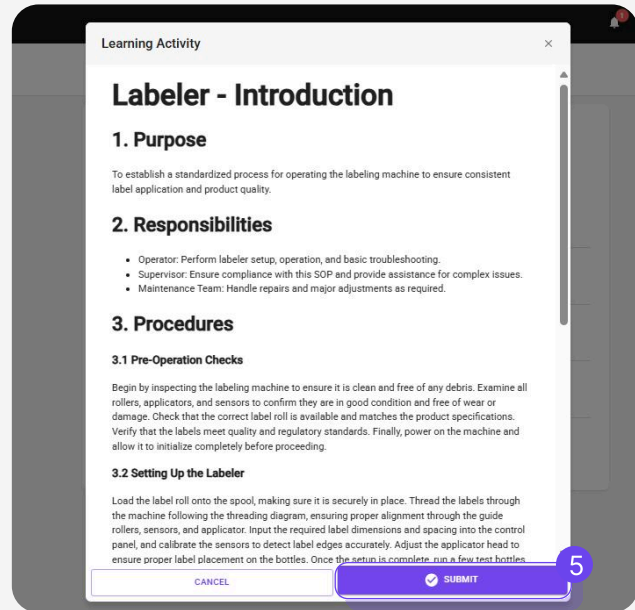 1
Learning Activity
×
Labeler - Introduction
1. Purpose
To establish a standardized process for operating the labeling machine to ensure consistent
label application and product quality.
2. Responsibilities
• Operator: Perform labeler setup, operation, and basic troubleshooting.
• Supervisor: Ensure compliance with this SOP and provide assistance for complex issues.
• Maintenance Team: Handle repairs and major adjustments as required.
3. Procedures
3.1 Pre-Operation Checks
Begin by inspecting the labeling machine to ensure it is clean and free of any debris. Examine all
rollers, applicators, and sensors to confirm they are in good condition and free of wear or
damage. Check that the correct label roll is available and matches the product specifications.
Verify that the labels meet quality and regulatory standards. Finally, power on the machine and
allow it to initialize completely before proceeding.
3.2 Setting Up the Labeler
Load the label roll onto the spool, making sure it is securely in place. Thread the labels through
the machine following the threading diagram, ensuring proper alignment through the guide
rollers, sensors, and applicator. Input the required label dimensions and spacing into the control
panel, and calibrate the sensors to detect label edges accurately. Adjust the applicator head to
ensure proper label placement on the bottles. Once the setup is complete, run a few test bottles
5
CANCEL
SUBMIT